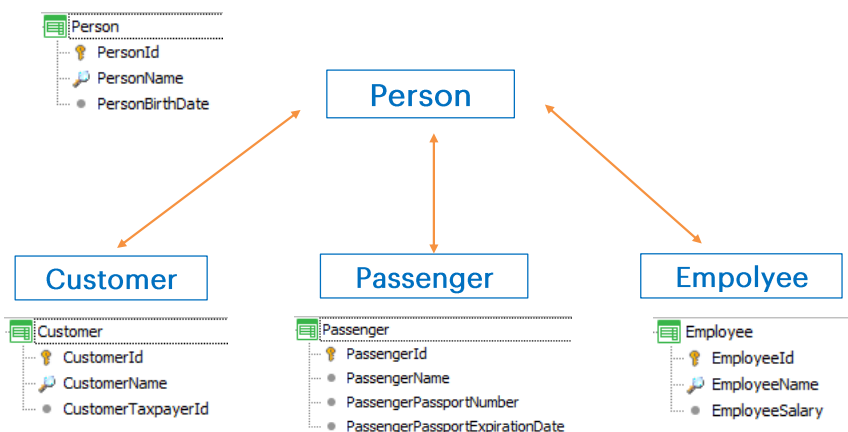 Person
PersonId
PersonName
PersonBirthDate
Person
Customer
Passenger
Empolyee
Customer
CustomerId
CustomerName
CustomerTaxpayerId
Passenger
PassengerId
PassengerName
PassengerPassportNumber
PassengerPassportExpirationDate
Employee
EmployeeId
EmployeeName
EmployeeSalary